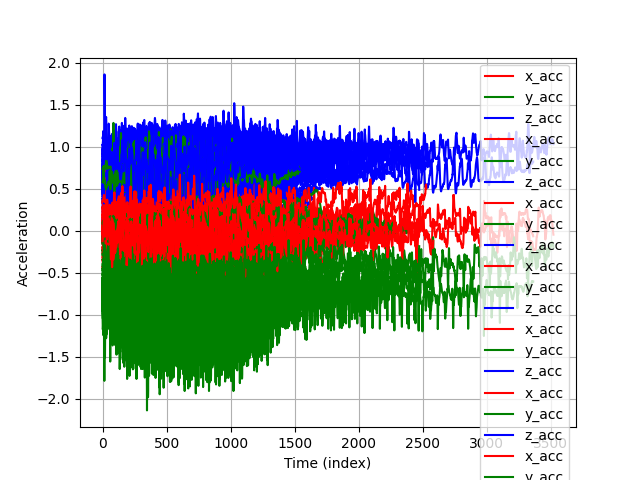 2.0
1.5
1.0
0.5
0.0
−0.5
−1.0
−1.5
−2.0
Acceleration
0
500
1000
1500
2000
2500
3000
3500
Time (index)
x_acc
y_acc
z_acc
x_acc
y_acc
z_acc
x_acc
y_acc
z_acc
x_acc
y_acc
z_acc
x_acc
y_acc
z_acc
x_acc
y_acc
z_acc
x_acc
y_acc